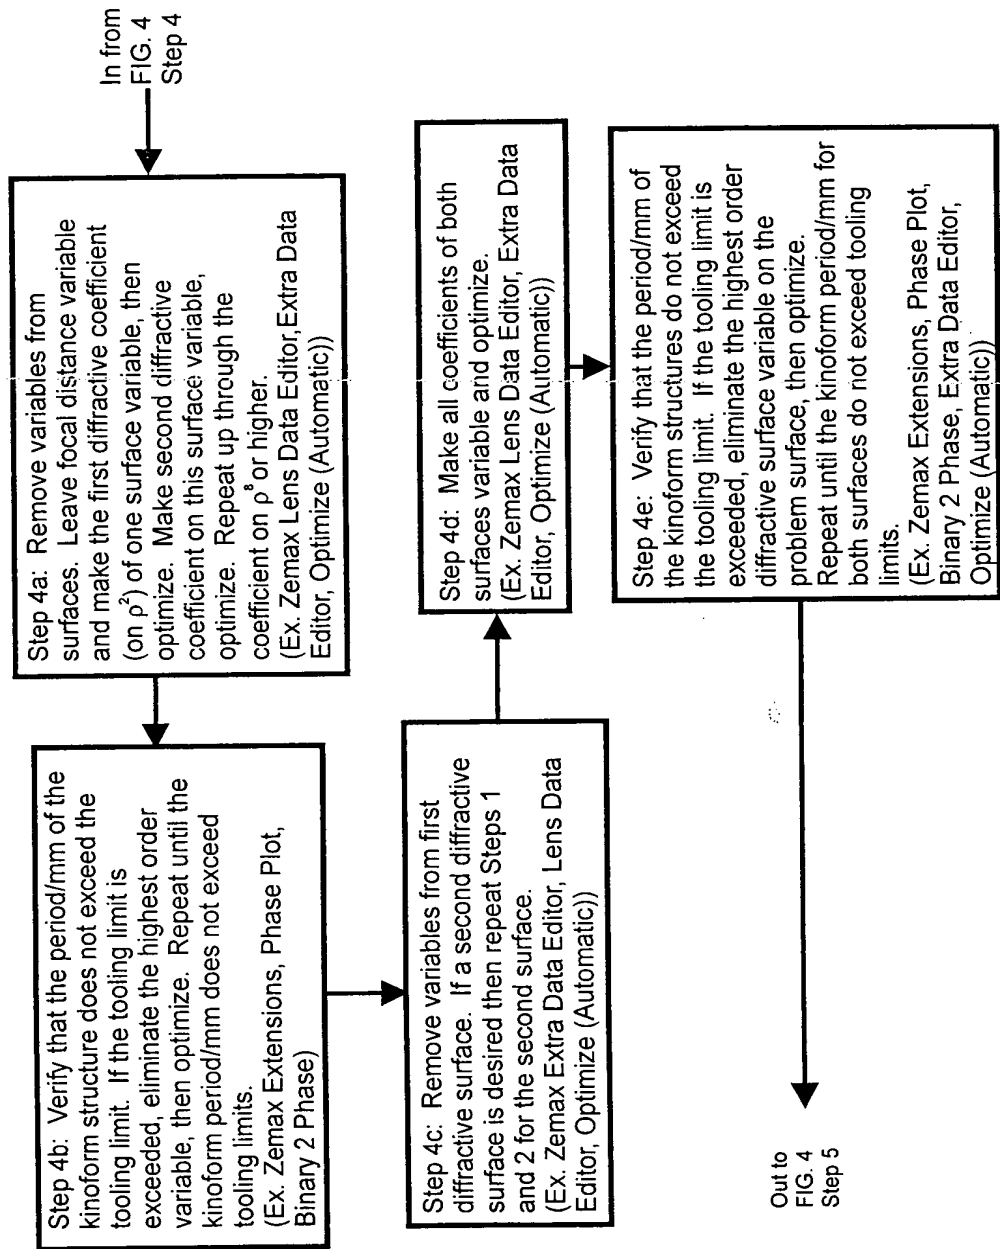 In from
FIG. 4
Step 4
Step 4a: Remove variables from
surfaces. Leave focal distance variable
and make the first diffractive coefficient
(on ρ²) of one surface variable, then
optimize. Make second diffractive
coefficient on this surface variable,
optimize. Repeat up through the
coefficient on ρ⁸ or higher.
(Ex. Zemax Lens Data Editor,Extra Data
Editor, Optimize (Automatic))
Step 4b: Verify that the period/mm of the
kinoform structure does not exceed the
tooling limit. If the tooling limit is
exceeded, eliminate the highest order
variable, then optimize. Repeat until the
kinoform period/mm does not exceed
tooling limits.
(Ex. Zemax Extensions, Phase Plot,
Binary 2 Phase)
Step 4c: Remove variables from first
diffractive surface. If a second diffractive
surface is desired then repeat Steps 1
and 2 for the second surface.
(Ex. Zemax Extra Data Editor, Lens Data
Editor, Optimize (Automatic))
Step 4d: Make all coefficients of both
surfaces variable and optimize.
(Ex. Zemax Lens Data Editor, Extra Data
Editor, Optimize (Automatic))
Step 4e: Verify that the period/mm of
the kinoform structures do not exceed
the tooling limit. If the tooling limit is
exceeded, eliminate the highest order
diffractive surface variable on the
problem surface, then optimize.
Repeat until the kinoform period/mm for
both surfaces do not exceed tooling
limits.
(Ex. Zemax Extensions, Phase Plot,
Binary 2 Phase, Extra Data Editor,
Optimize (Automatic))
Out to
FIG. 4
Step 5